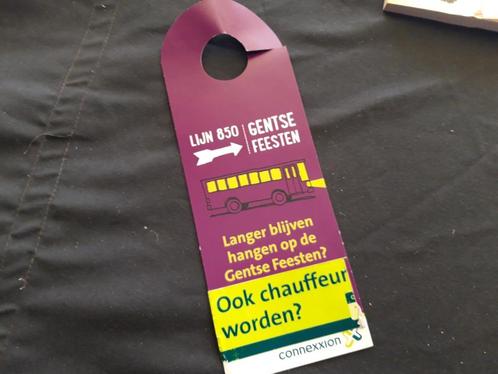 LIJN 850
GENTSE
FEESTEN
Langer blijven
hangen op de
Gentse Feesten?
Ook chauffeur
worden?
connexxion